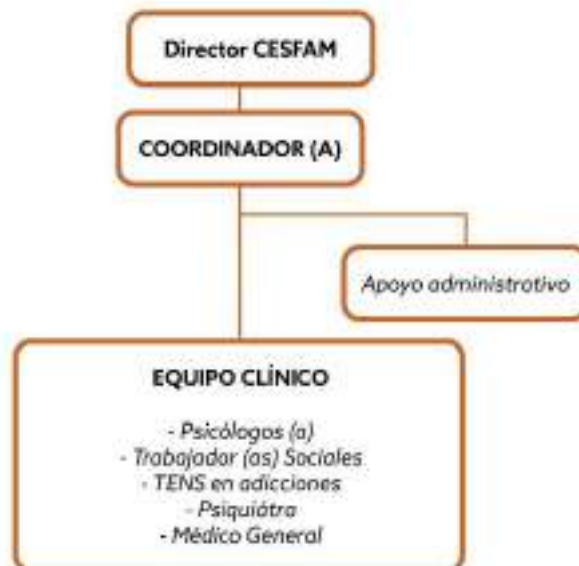 Director CESFAM
COORDINADOR (A)
Apoyo administrativo
EQUIPO CLÍNICO
- Psicólogos (a)
- Trabajador (as) Sociales
- TENS en adicciones
- Psiquiátra
- Médico General